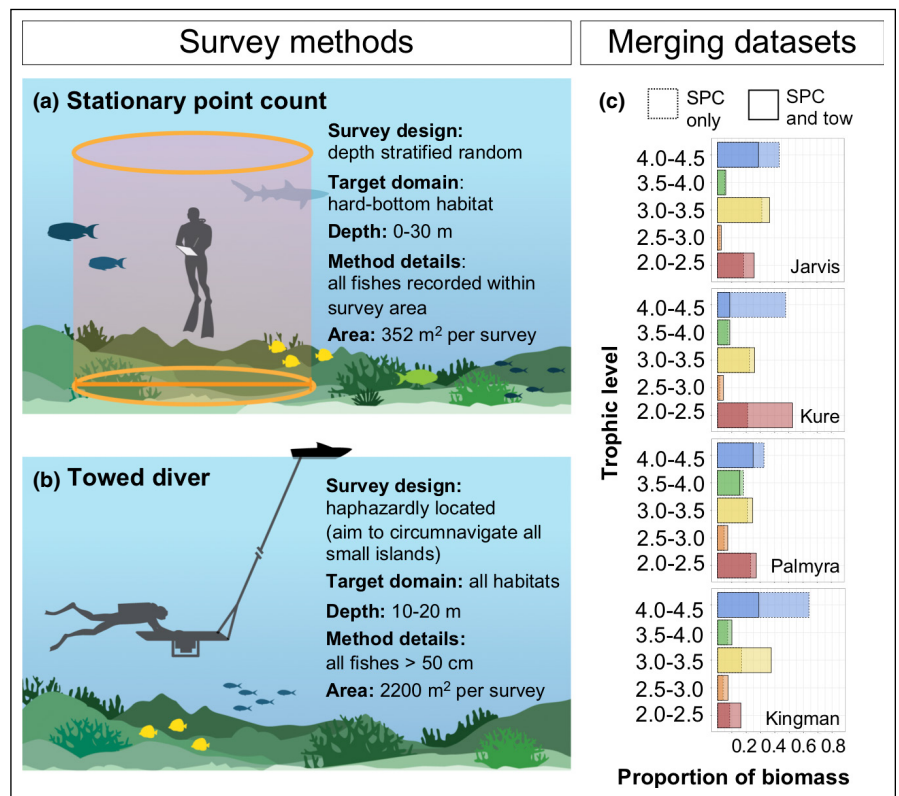 Survey methods
Merging datasets
(a) Stationary point count
Survey design:
depth stratified random
Target domain:
hard-bottom habitat
Depth: 0-30 m
Method details:
all fishes recorded within
survey area
Area: 352 m² per survey
(b) Towed diver
Survey design:
haphazardly located
(aim to circumnavigate all
small islands)
Target domain: all habitats
Depth: 10-20 m
Method details:
all fishes > 50 cm
Area: 2200 m² per survey
(c)
SPC
only
SPC
and tow
Trophic level
4.0-4.5
3.5-4.0
3.0-3.5
2.5-3.0
2.0-2.5
Jarvis
4.0-4.5
3.5-4.0
3.0-3.5
2.5-3.0
2.0-2.5
Kure
4.0-4.5
3.5-4.0
3.0-3.5
2.5-3.0
2.0-2.5
Palmyra
4.0-4.5
3.5-4.0
3.0-3.5
2.5-3.0
2.0-2.5
Kingman
0.2 0.4 0.6 0.8
Proportion of biomass